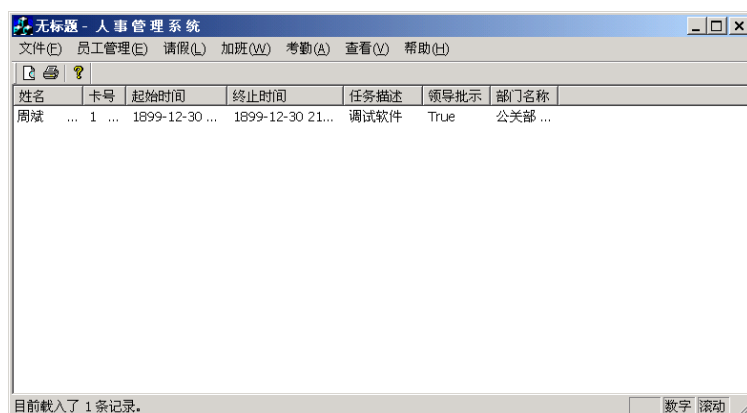 无标题 - 人事管理系统
文件(F) 员工管理(E) 请假(L) 加班(W) 考勤(A) 查看(V) 帮助(H)
姓名 卡号 起始时间 终止时间 任务描述 领导批示 部门名称
周斌 ... 1 ... 1899-12-30 ... 1899-12-30 21... 调试软件 True 公关部 ...
目前载入了 1 条记录. 数字 滚动